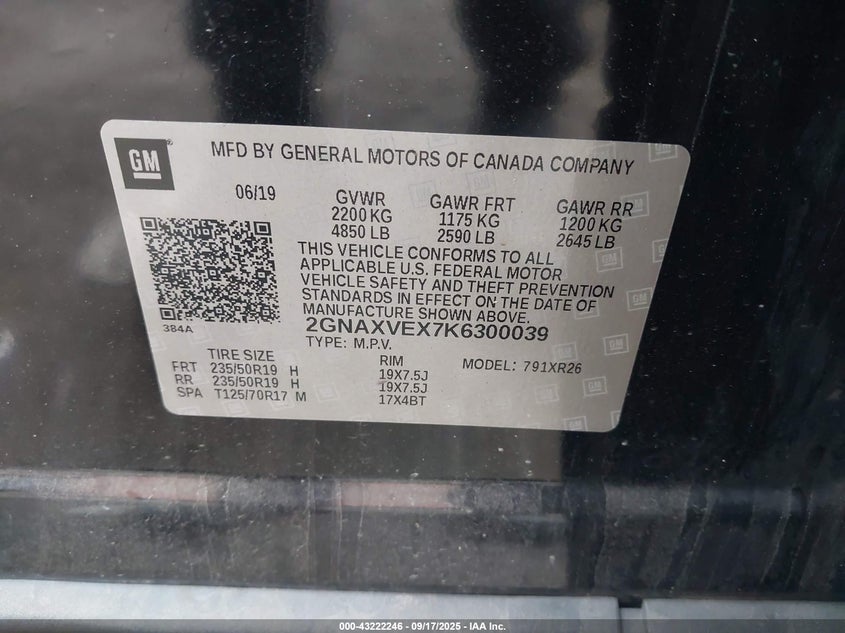 GM
MFD BY GENERAL MOTORS OF CANADA COMPANY
06/19
GVWR
2200 KG
4850 LB
GAWR FRT
1175 KG
2590 LB
GAWR RR
1200 KG
2645 LB
THIS VEHICLE CONFORMS TO ALL
APPLICABLE U.S. FEDERAL MOTOR
VEHICLE SAFETY AND THEFT PREVENTION
STANDARDS IN EFFECT ON THE DATE OF
MANUFACTURE SHOWN ABOVE.
384A
2GNAXVEX7K6300039
TYPE: M.P.V.
MODEL: 791XR26
TIRE SIZE
RIM
FRT 235/50R19 H 19X7.5J
RR 235/50R19 H 19X7.5J
SPA T125/70R17 M 17X4BT
000-43222246 - 09/17/2025 - IAA Inc.